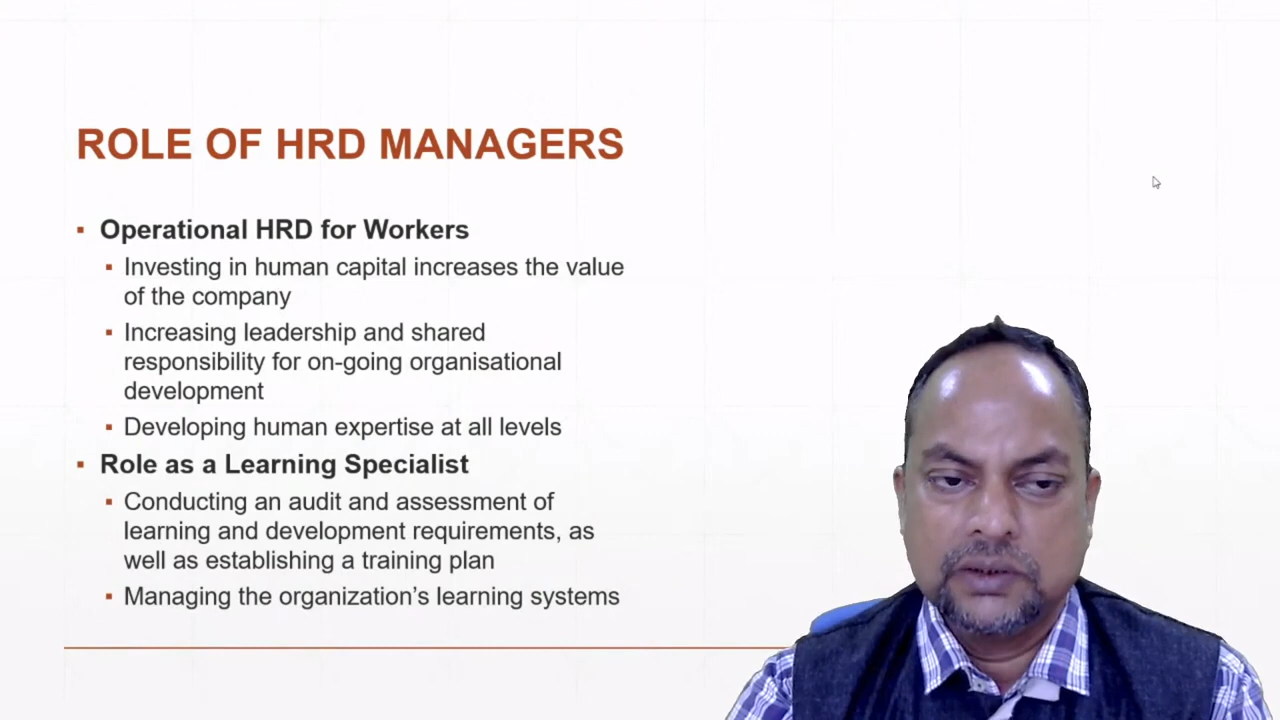 ROLE OF HRD MANAGERS
Operational HRD for Workers
Investing in human capital increases the value
of the company
Increasing leadership and shared
responsibility for on-going organisational
development
Developing human expertise at all levels
Role as a Learning Specialist
Conducting an audit and assessment of
learning and development requirements, as
well as establishing a training plan
Managing the organization’s learning systems